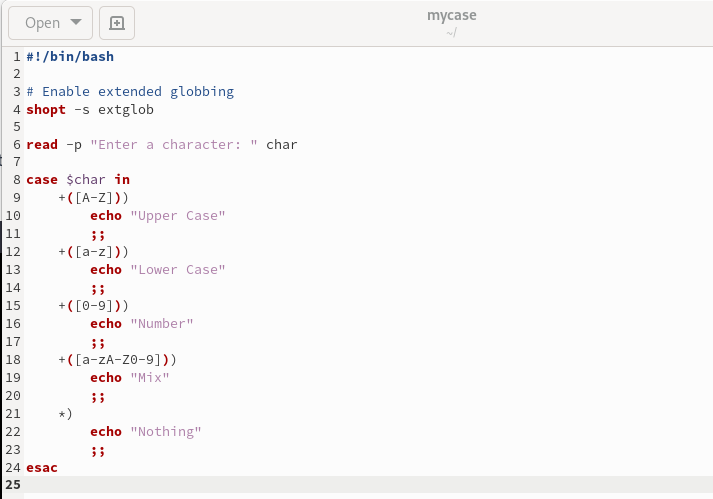 Open
mycase
~/
1 #!/bin/bash
2
3 # Enable extended globbing
4 shopt -s extglob
5
6 read -p "Enter a character: " char
7
8 case $char in
9     +([A-Z]))
10         echo "Upper Case"
11         ;;
12     +([a-z]))
13         echo "Lower Case"
14         ;;
15     +([0-9]))
16         echo "Number"
17         ;;
18     +([a-zA-Z0-9]))
19         echo "Mix"
20         ;;
21     *)
22         echo "Nothing"
23         ;;
24 esac
25